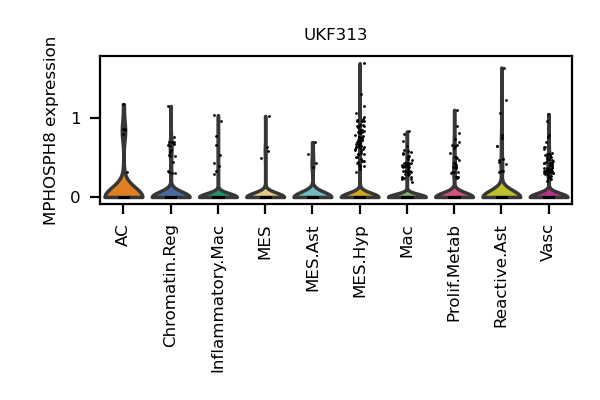 UKF313
MPHOSPH8 expression
1
0
AC
Chromatin.Reg
Inflammatory.Mac
MES
MES.Ast
MES.Hyp
Mac
Prolif.Metab
Reactive.Ast
Vasc